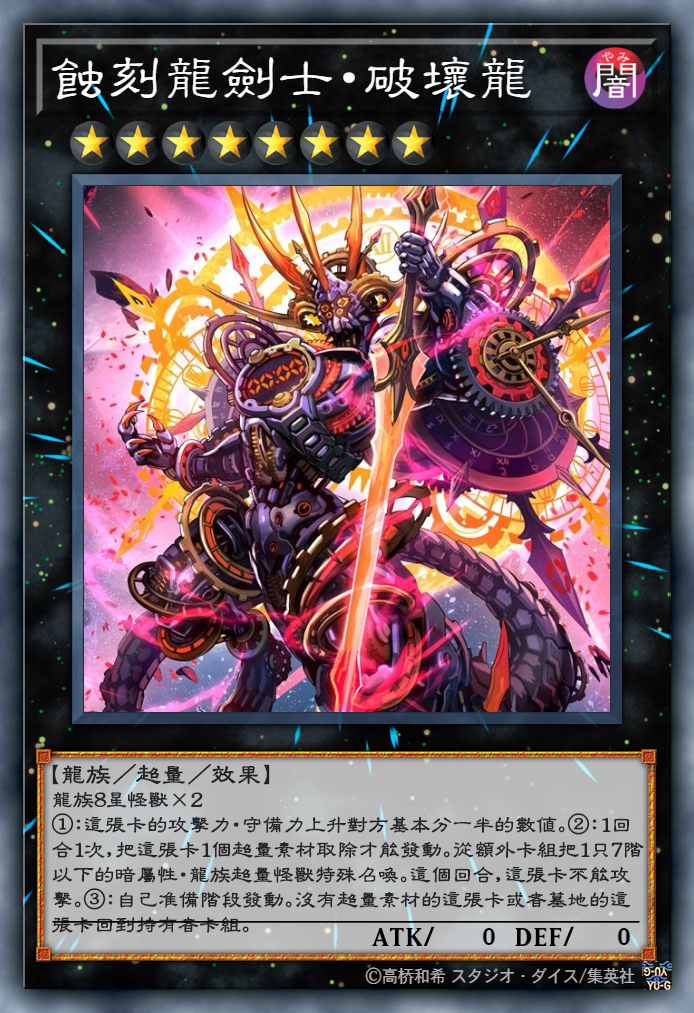 蝕刻龍劍士·破壞龍
やみ
闇
00:00
【龍族／超量／效果】
龍族8星怪獸×2
①:這張卡的攻擊力·守備力上升對方基本分一半的數值。②:1回
合1次,把這張卡1個超量素材取除才能發動。從額外卡組把1只7階
以下的暗屬性·龍族超量怪獸特殊召喚。這個回合,這張卡不能攻
擊。③:自己准備階段發動。沒有超量素材的這張卡或者墓地的這
張卡回到持有者卡組。
ATK/ 0 DEF/ 0
©高桥和希 スタジオ・ダイス/集英社
YU-G